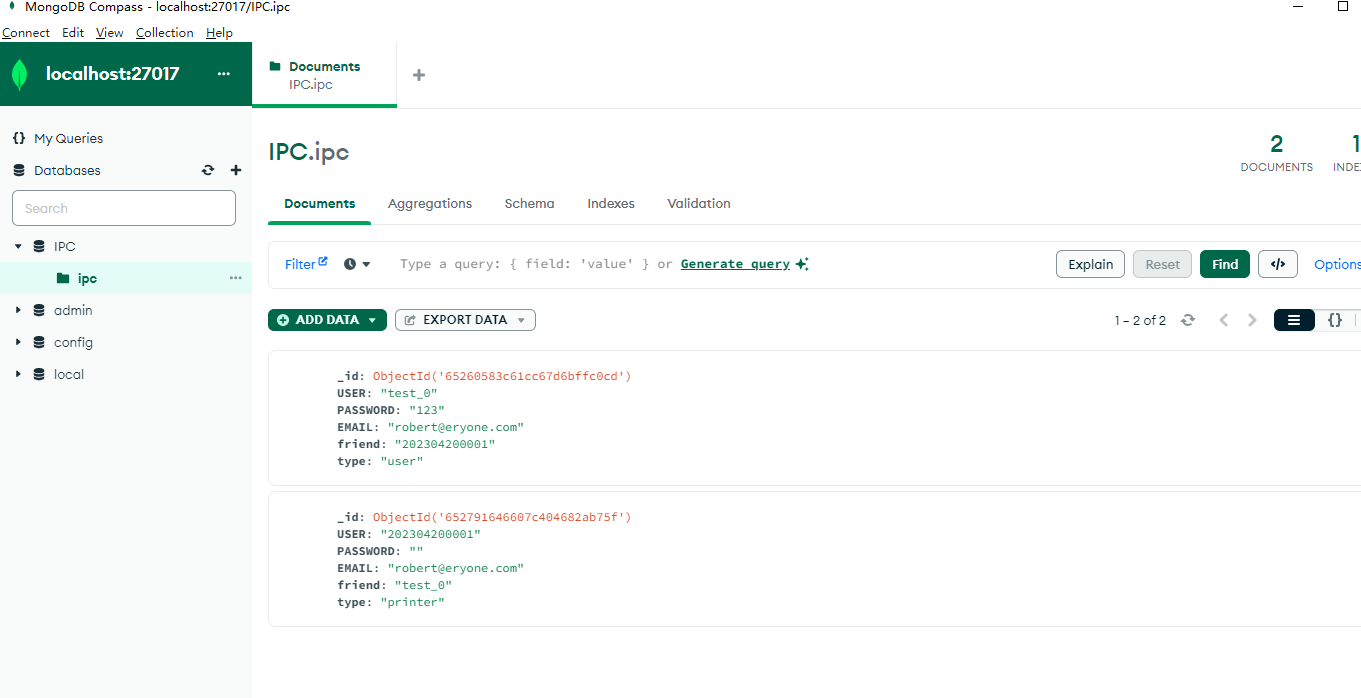 MongoDB Compass - localhost:27017/IPC.ipc
Connect Edit View Collection Help
localhost:27017 ...
Documents
IPC.ipc
+
{} My Queries
Databases
Search
IPC
ipc ...
admin
config
local
IPC.ipc
2
DOCUMENTS
1
INDEX
Documents Aggregations Schema Indexes Validation
Filter Type a query: { field: 'value' } or Generate query Explain Reset Find </> Options
ADD DATA EXPORT DATA 1 – 2 of 2 {}
_id: ObjectId('65260583c61cc67d6bffc0cd')
USER: "test_0"
PASSWORD: "123"
EMAIL: "robert@eryone.com"
friend: "202304200001"
type: "user"
_id: ObjectId('652791646607c404682ab75f')
USER: "202304200001"
PASSWORD: ""
EMAIL: "robert@eryone.com"
friend: "test_0"
type: "printer"